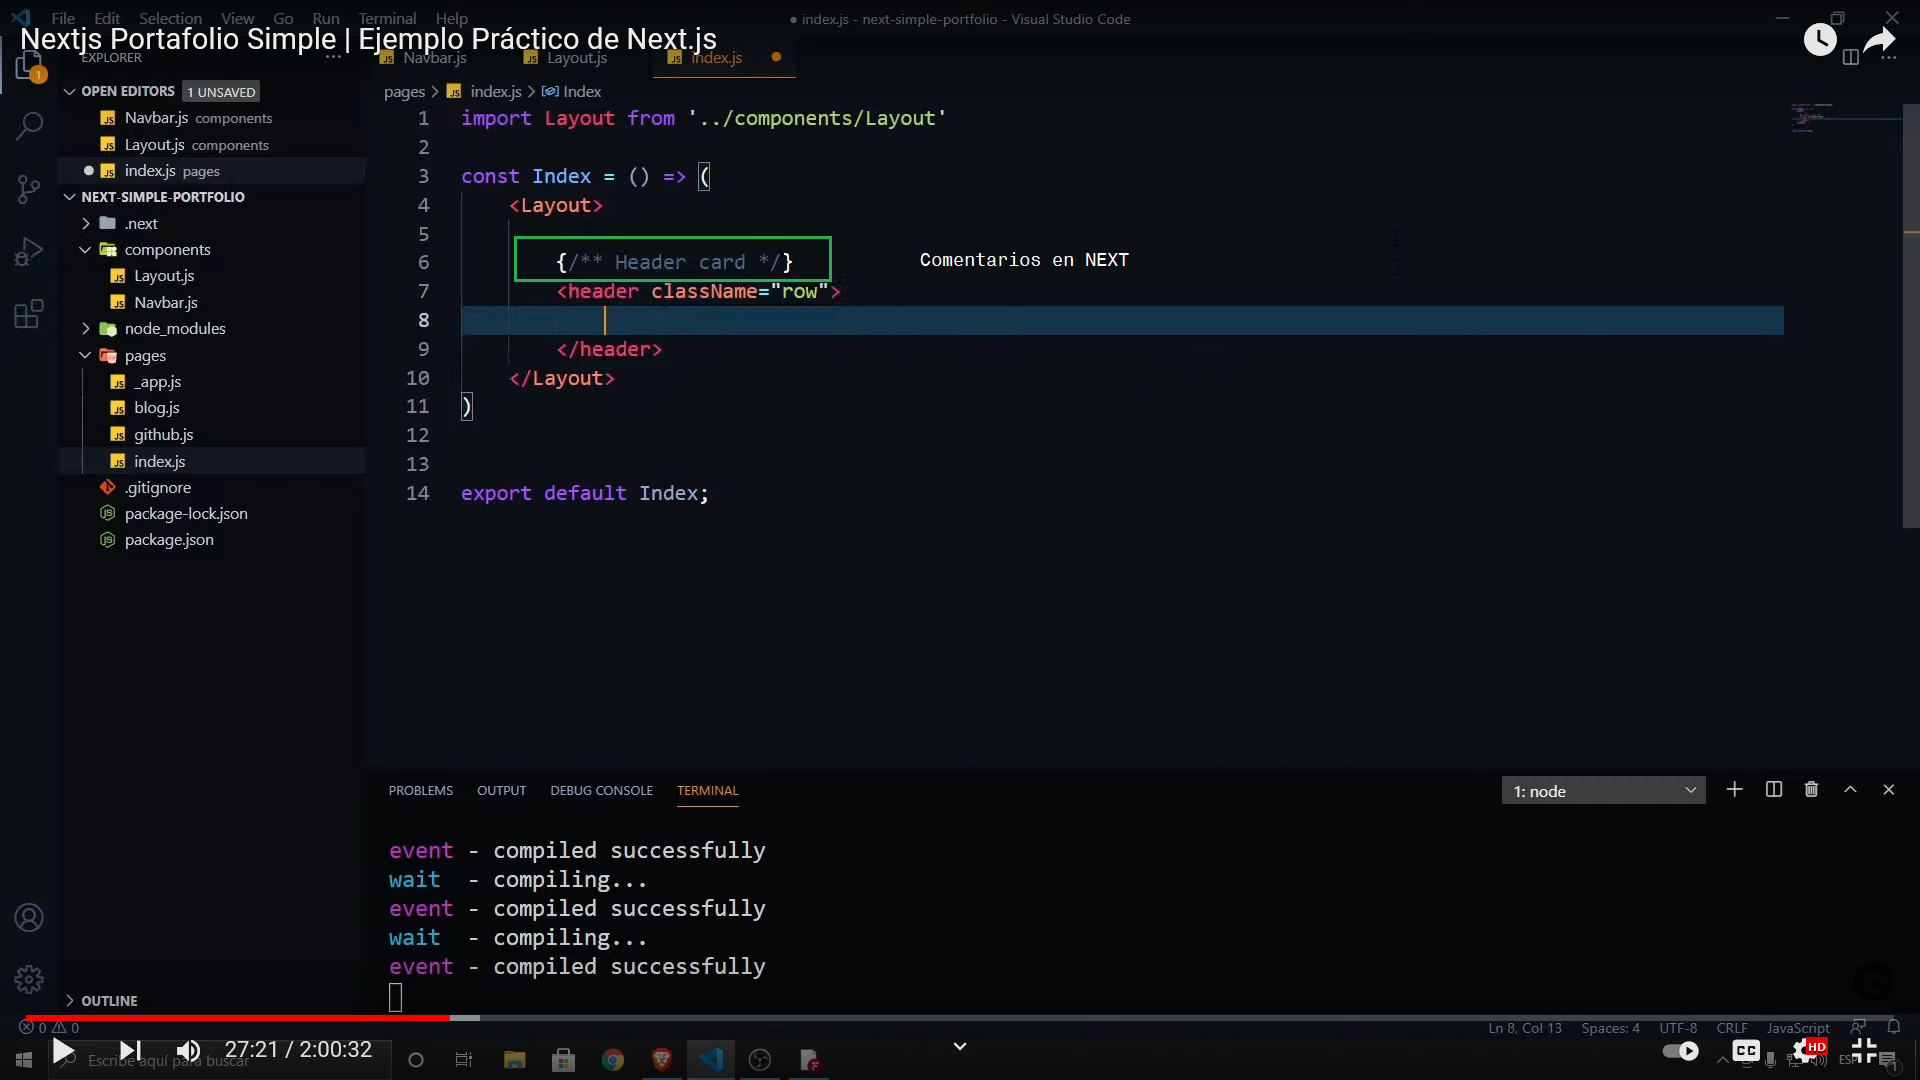 File Edit Selection View Go Run Terminal Help
● index.js - next-simple-portfolio - Visual Studio Code
Nextjs Portafolio Simple | Ejemplo Práctico de Next.js
EXPLORER
Navbar.js
Layout.js
index.js
1
OPEN EDITORS 1 UNSAVED
Navbar.js components
Layout.js components
index.js pages
NEXT-SIMPLE-PORTFOLIO
.next
components
Layout.js
Navbar.js
node_modules
pages
_app.js
blog.js
github.js
index.js
.gitignore
package-lock.json
package.json
OUTLINE
pages > index.js > Index
1 import Layout from '../components/Layout'
2
3 const Index = () => (
4 <Layout>
5
6 {/** Header card */}
Comentarios en NEXT
7 <header className="row">
8
9 </header>
10 </Layout>
11 )
12
13
14 export default Index;
PROBLEMS OUTPUT DEBUG CONSOLE TERMINAL
1: node
event - compiled successfully
wait - compiling...
event - compiled successfully
wait - compiling...
event - compiled successfully
0 0
Ln 8, Col 13 Spaces: 4 UTF-8 CRLF JavaScript
Escribe aquí para buscar
27:21 / 2:00:32
CC
HD
1